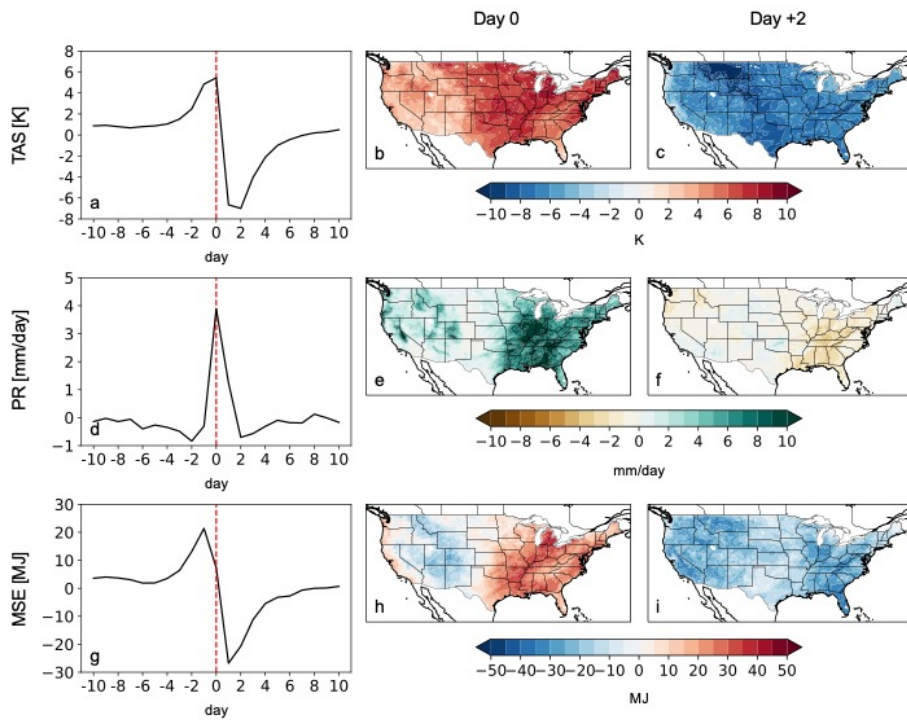 Day 0 Day +2
TAS [K]
8
6
4
2
0
-2
-4
-6
-8
a
b
c
-10 -8 -6 -4 -2 0 2 4 6 8 10
day
-10 -8 -6 -4 -2 0 2 4 6 8 10
K
PR [mm/day]
5
4
3
2
1
0
-1
d
e
f
-10 -8 -6 -4 -2 0 2 4 6 8 10
day
-10 -8 -6 -4 -2 0 2 4 6 8 10
mm/day
MSE [MJ]
30
20
10
0
-10
-20
-30
g
h
i
-10 -8 -6 -4 -2 0 2 4 6 8 10
day
-50 -40 -30 -20 -10 0 10 20 30 40 50
MJ